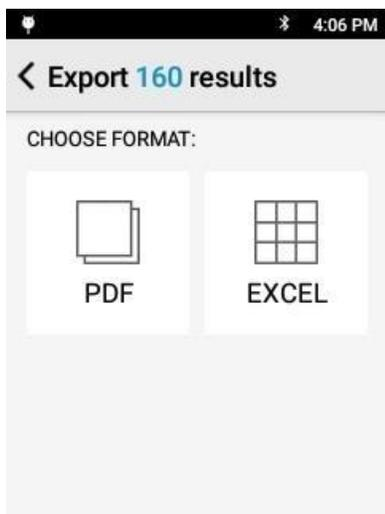 4:06 PM
Export 160 results
CHOOSE FORMAT:
PDF
EXCEL